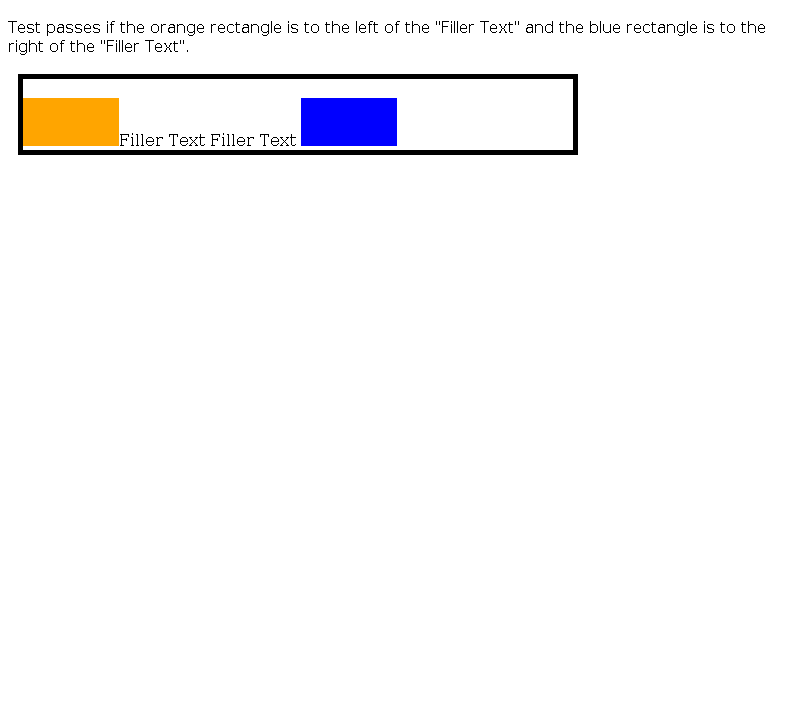 Test passes if the orange rectangle is to the left of the "Filler Text" and the blue rectangle is to the
right of the "Filler Text".
Filler Text Filler Text